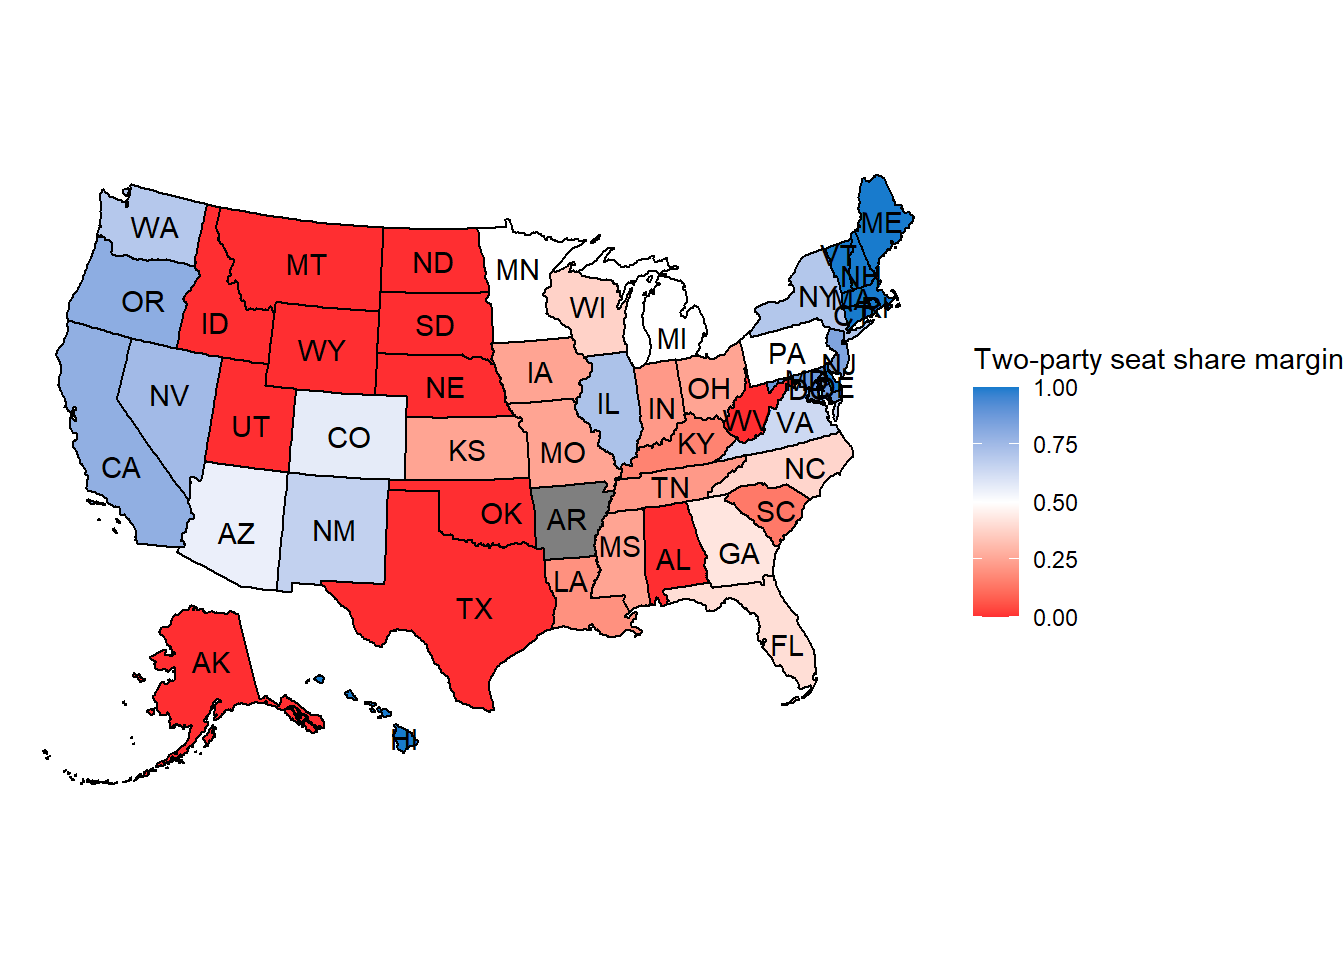 WA
MT
ND
MN
ME
VT
NH
OR
ID
SD
WI
NY
MA
RI
WY
MI
PA
NV
NE
IA
IL
IN
OH
NJ
MD
DE
DC
UT
CO
KS
MO
KY
WV
VA
CA
AZ
NM
OK
AR
TN
NC
SC
MS
AL
GA
LA
TX
FL
AK
HI
Two-party seat share margin
1.00
0.75
0.50
0.25
0.00